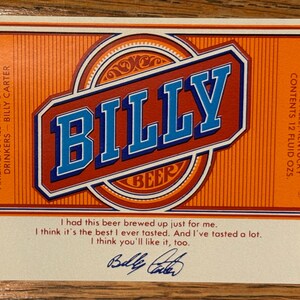 DRINKERS - BILLY CARTER
BILLY
BEER
CONTENTS: 12 FLUID OZS.
I had this beer brewed up just for me.
I think it's the best I ever tasted. And I've tasted a lot.
I think you'll like it, too.
Billy Carter